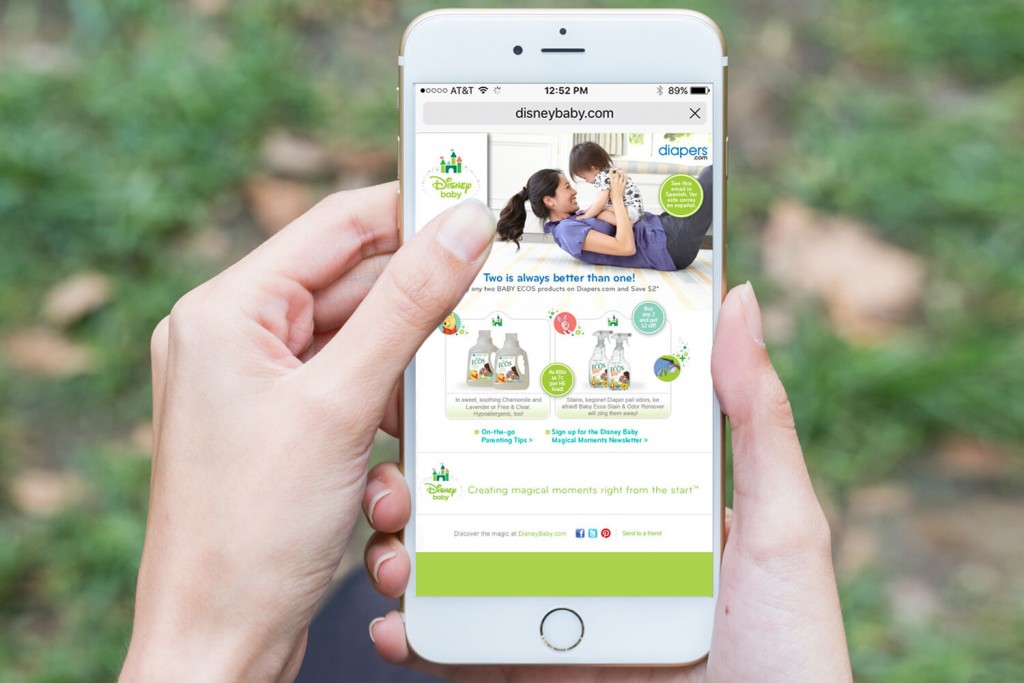 AT&T 12:52 PM 89%
disneybaby.com
Disney
baby
diapers
.com
See this
email in
Spanish. Ver
este correo
en español.
Two is always better than one!
any two BABY ECOS products on Diapers.com and Save $2*
Buy
any 2
and get
$2 off!
ECOS
ECOS
As little
as 7¢
per HE
load!
In sweet, soothing Chamomile and
Lavender or Free & Clear.
Hypoallergenic, too!
Stains, begone! Diaper pail odors, be
afraid! Baby Ecos Stain & Odor Remover
will zing them away!
On-the-go
Parenting Tips >
Sign up for the Disney Baby
Magical Moments Newsletter >
Disney
baby
Creating magical moments right from the start™
Discover the magic at DisneyBaby.com
Send to a friend